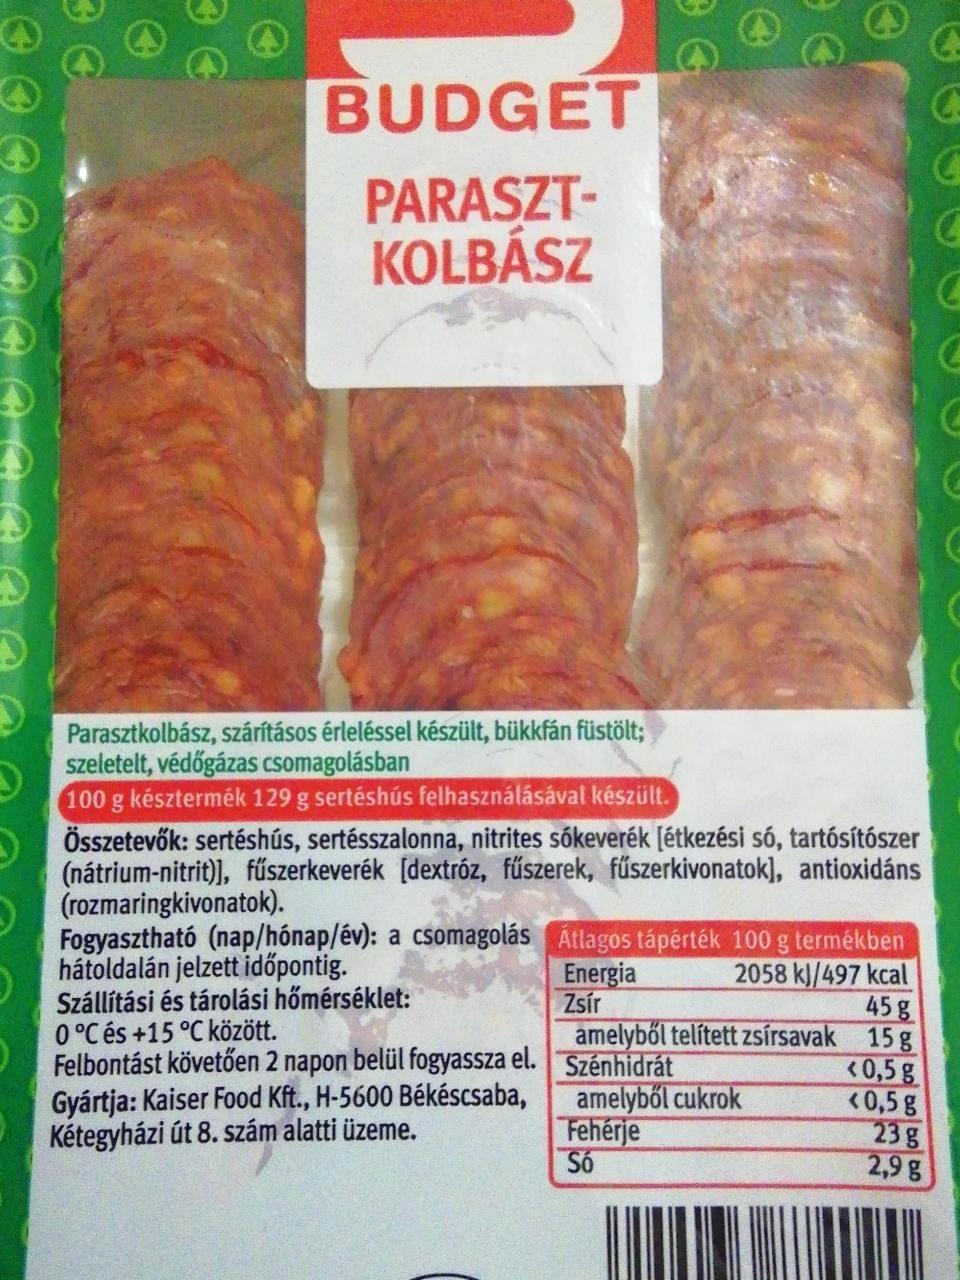 BUDGET
PARASZT-
KOLBÁSZ
Parasztkolbász, szárításos érleléssel készült, bükkfán füstölt;
szeletelt, védőgázas csomagolásban
100 g késztermék 129 g sertéshús felhasználásával készült.
Összetevők: sertéshús, sertésszalonna, nitrites sókeverék [étkezési só, tartósítószer
(nátrium-nitrit)], fűszerkeverék [dextróz, fűszerek, fűszerkivonatok], antioxidáns
(rozmaringkivonatok).
Fogyasztható (nap/hónap/év): a csomagolás
hátoldalán jelzett időpontig.
Szállítási és tárolási hőmérséklet:
0 °C és +15 °C között.
Felbontást követően 2 napon belül fogyassza el.
Gyártja: Kaiser Food Kft., H-5600 Békéscsaba,
Kétegyházi út 8. szám alatti üzeme.
Átlagos tápérték 100 g termékben
Energia 2058 kJ/497 kcal
Zsír 45 g
amelyből telített zsírsavak 15 g
Szénhidrát <0,5 g
amelyből cukrok <0,5 g
Fehérje 23 g
Só 2,9 g